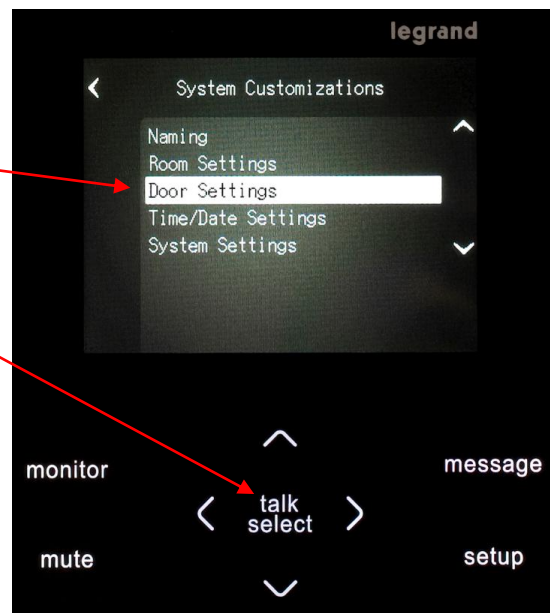 legrand
System Customizations
Naming
Room Settings
Door Settings
Time/Date Settings
System Settings
monitor
message
talk
select
mute
setup